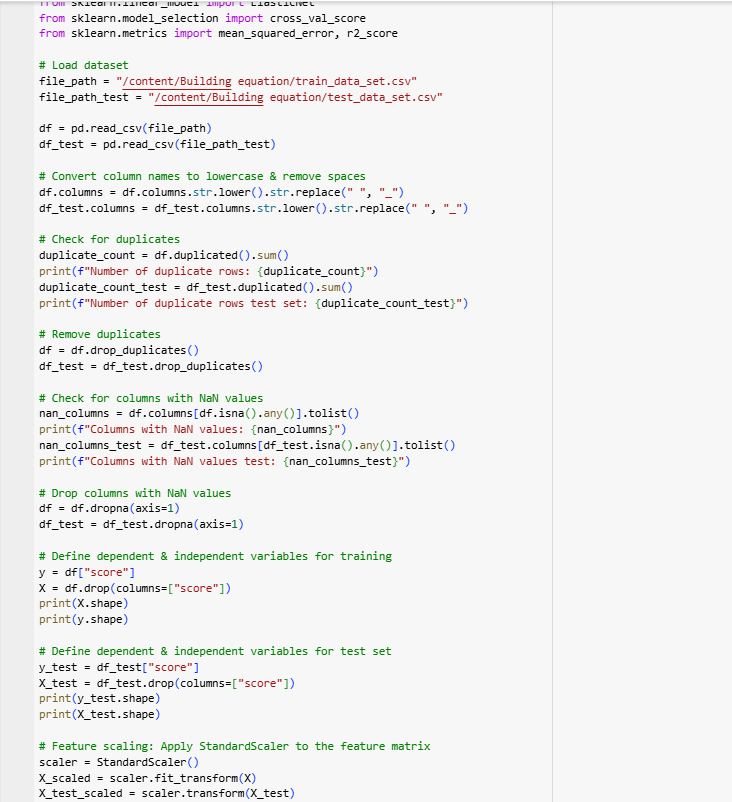 from sklearn.linear_model import ElasticNet
from sklearn.model_selection import cross_val_score
from sklearn.metrics import mean_squared_error, r2_score

# Load dataset
file_path = "/content/Building equation/train_data_set.csv"
file_path_test = "/content/Building equation/test_data_set.csv"

df = pd.read_csv(file_path)
df_test = pd.read_csv(file_path_test)

# Convert column names to lowercase & remove spaces
df.columns = df.columns.str.lower().str.replace(" ", "_")
df_test.columns = df_test.columns.str.lower().str.replace(" ", "_")

# Check for duplicates
duplicate_count = df.duplicated().sum()
print(f"Number of duplicate rows: {duplicate_count}")
duplicate_count_test = df_test.duplicated().sum()
print(f"Number of duplicate rows test set: {duplicate_count_test}")

# Remove duplicates
df = df.drop_duplicates()
df_test = df_test.drop_duplicates()

# Check for columns with NaN values
nan_columns = df.columns[df.isna().any()].tolist()
print(f"Columns with NaN values: {nan_columns}")
nan_columns_test = df_test.columns[df_test.isna().any()].tolist()
print(f"Columns with NaN values test: {nan_columns_test}")

# Drop columns with NaN values
df = df.dropna(axis=1)
df_test = df_test.dropna(axis=1)

# Define dependent & independent variables for training
y = df["score"]
X = df.drop(columns=["score"])
print(X.shape)
print(y.shape)

# Define dependent & independent variables for test set
y_test = df_test["score"]
X_test = df_test.drop(columns=["score"])
print(y_test.shape)
print(X_test.shape)

# Feature scaling: Apply StandardScaler to the feature matrix
scaler = StandardScaler()
X_scaled = scaler.fit_transform(X)
X_test_scaled = scaler.transform(X_test)